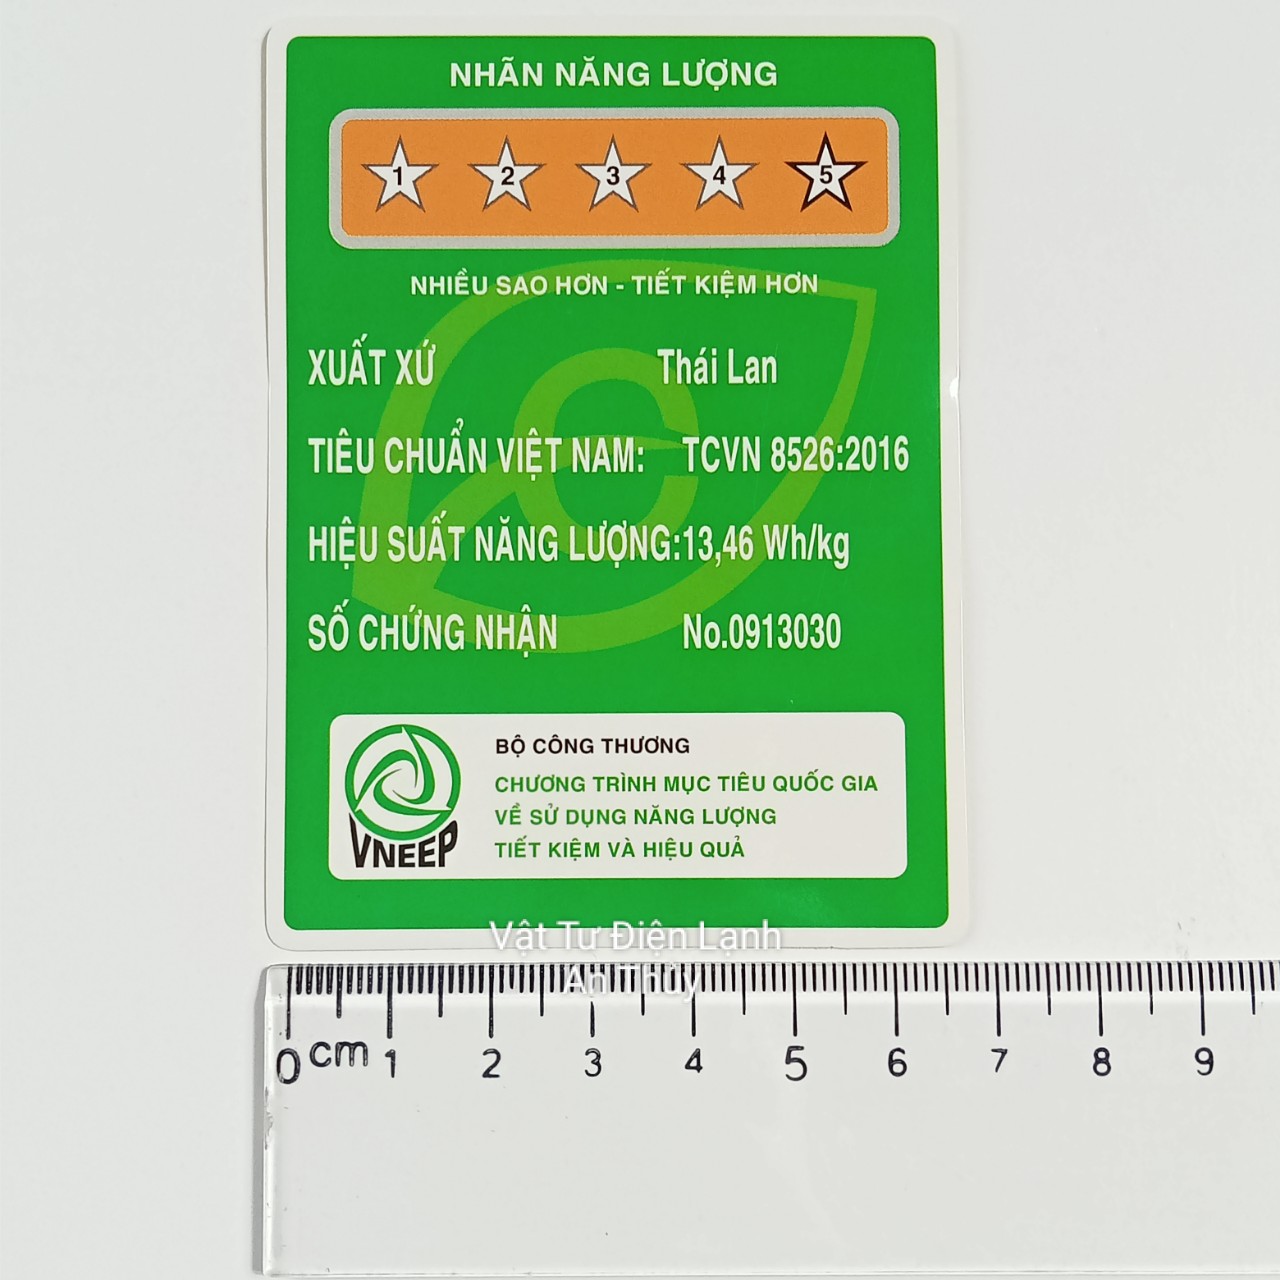 NHÃN NĂNG LƯỢNG
1 2 3 4 5
NHIỀU SAO HƠN - TIẾT KIỆM HƠN
XUẤT XỨ Thái Lan
TIÊU CHUẨN VIỆT NAM: TCVN 8526:2016
HIỆU SUẤT NĂNG LƯỢNG:13,46 Wh/kg
SỐ CHỨNG NHẬN No.0913030
BỘ CÔNG THƯƠNG
CHƯƠNG TRÌNH MỤC TIÊU QUỐC GIA
VỀ SỬ DỤNG NĂNG LƯỢNG
TIẾT KIỆM VÀ HIỆU QUẢ
VNEEP
Vật Tư Điện Lạnh
An Thủy
0 cm 1 2 3 4 5 6 7 8 9